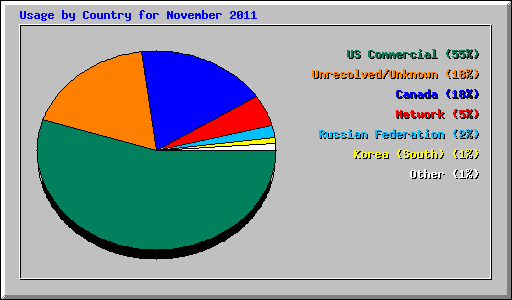 Usage by Country for November 2011
US Commercial (55%)
Unresolved/Unknown (18%)
Canada (18%)
Network (5%)
Russian Federation (2%)
Korea (South) (1%)
Other (1%)